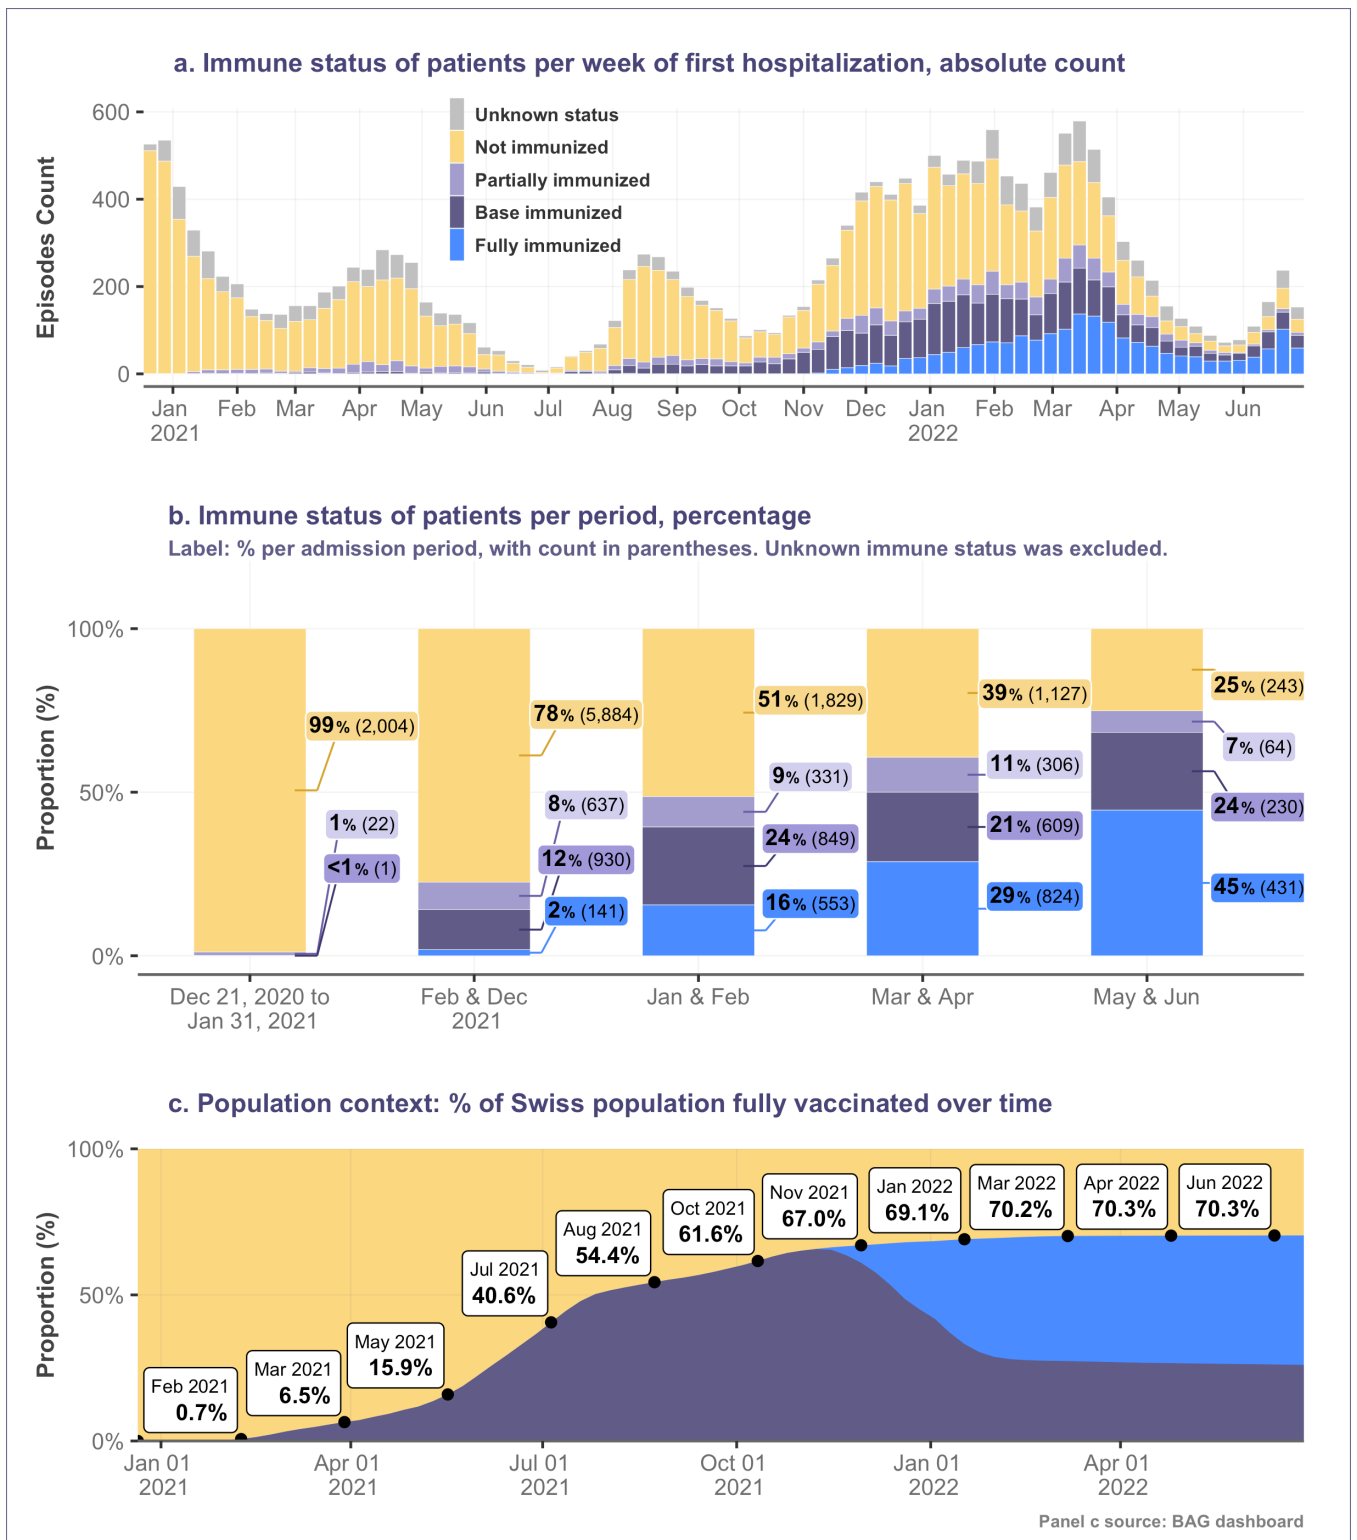 a. Immune status of patients per week of first hospitalization, absolute count
Episodes Count
600
400
200
0
Unknown status
Not immunized
Partially immunized
Base immunized
Fully immunized
Jan Feb Mar Apr May Jun Jul Aug Sep Oct Nov Dec Jan Feb Mar Apr May Jun
2021 2022
b. Immune status of patients per period, percentage
Label: % per admission period, with count in parentheses. Unknown immune status was excluded.
Proportion (%)
100%
50%
0%
99% (2,004)
1% (22)
<1% (1)
78% (5,884)
8% (637)
12% (930)
2% (141)
51% (1,829)
9% (331)
24% (849)
16% (553)
39% (1,127)
11% (306)
21% (609)
29% (824)
25% (243)
7% (64)
24% (230)
45% (431)
Dec 21, 2020 to
Jan 31, 2021
Feb & Dec
2021
Jan & Feb
Mar & Apr
May & Jun
c. Population context: % of Swiss population fully vaccinated over time
Proportion (%)
100%
50%
0%
Feb 2021
0.7%
Mar 2021
6.5%
May 2021
15.9%
Jul 2021
40.6%
Aug 2021
54.4%
Oct 2021
61.6%
Nov 2021
67.0%
Jan 2022
69.1%
Mar 2022
70.2%
Apr 2022
70.3%
Jun 2022
70.3%
Jan 01
2021
Apr 01
2021
Jul 01
2021
Oct 01
2021
Jan 01
2022
Apr 01
2022
Panel c source: BAG dashboard